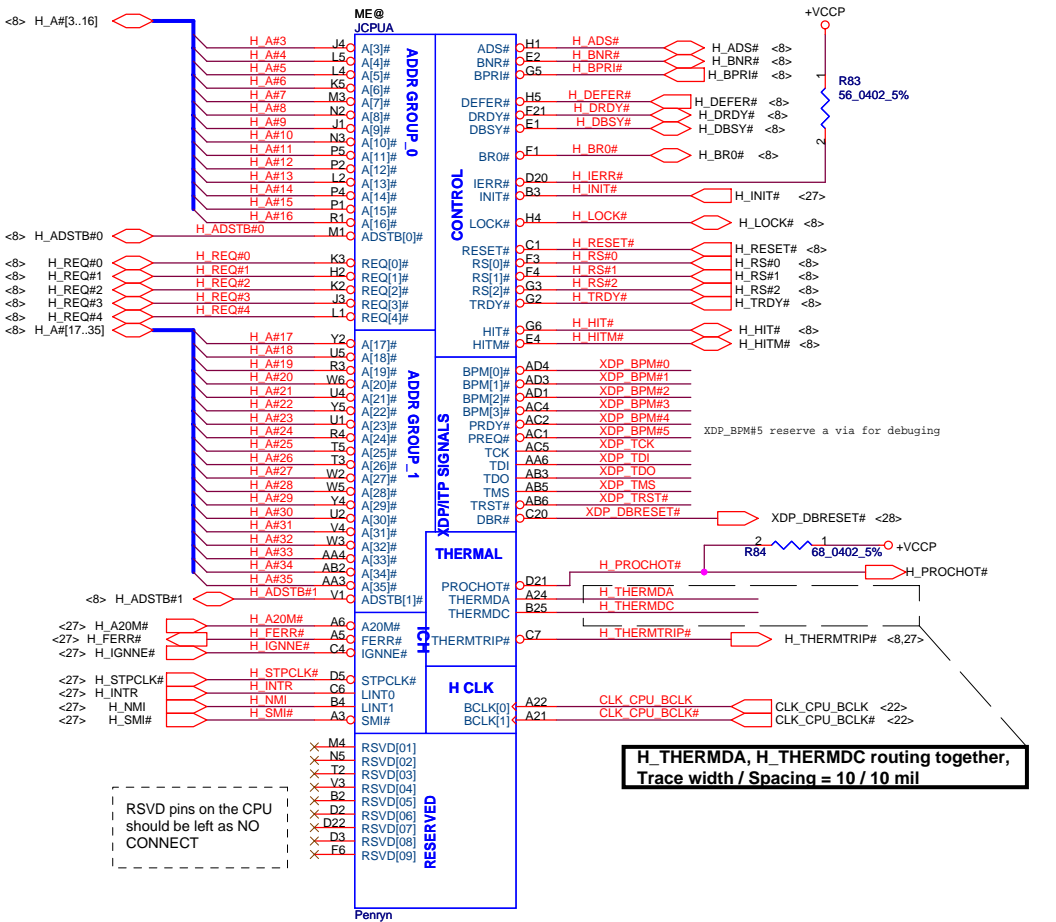 ME@
JCPUA
+VCCP
<8> H_A#[3..16]
ADDR GROUP_0
H_A#3 J4 A[3]#
H_A#4 L5 A[4]#
H_A#5 L4 A[5]#
H_A#6 K5 A[6]#
H_A#7 M3 A[7]#
H_A#8 N2 A[8]#
H_A#9 J1 A[9]#
H_A#10 N3 A[10]#
H_A#11 P5 A[11]#
H_A#12 P2 A[12]#
H_A#13 L2 A[13]#
H_A#14 P4 A[14]#
H_A#15 P1 A[15]#
H_A#16 R1 A[16]#
<8> H_ADSTB#0 H_ADSTB#0 M1 ADSTB[0]#
<8> H_REQ#0 H_REQ#0 K3 REQ[0]#
<8> H_REQ#1 H_REQ#1 H2 REQ[1]#
<8> H_REQ#2 H_REQ#2 K2 REQ[2]#
<8> H_REQ#3 H_REQ#3 J3 REQ[3]#
<8> H_REQ#4 H_REQ#4 L1 REQ[4]#
<8> H_A#[17..35]
ADDR GROUP_1
H_A#17 Y2 A[17]#
H_A#18 U5 A[18]#
H_A#19 R3 A[19]#
H_A#20 W6 A[20]#
H_A#21 U4 A[21]#
H_A#22 Y5 A[22]#
H_A#23 U1 A[23]#
H_A#24 R4 A[24]#
H_A#25 T5 A[25]#
H_A#26 T3 A[26]#
H_A#27 W2 A[27]#
H_A#28 W5 A[28]#
H_A#29 Y4 A[29]#
H_A#30 U2 A[30]#
H_A#31 V4 A[31]#
H_A#32 W3 A[32]#
H_A#33 AA4 A[33]#
H_A#34 AB2 A[34]#
H_A#35 AA3 A[35]#
<8> H_ADSTB#1 H_ADSTB#1 V1 ADSTB[1]#
ICH
<27> H_A20M# H_A20M# A6 A20M#
<27> H_FERR# H_FERR# A5 FERR#
<27> H_IGNNE# H_IGNNE# C4 IGNNE#
<27> H_STPCLK# H_STPCLK# D5 STPCLK#
<27> H_INTR H_INTR C6 LINT0
<27> H_NMI H_NMI B4 LINT1
<27> H_SMI# H_SMI# A3 SMI#
RESERVED
M4 RSVD[01]
N5 RSVD[02]
T2 RSVD[03]
V3 RSVD[04]
B2 RSVD[05]
D2 RSVD[06]
D22 RSVD[07]
D3 RSVD[08]
F6 RSVD[09]
RSVD pins on the CPU
should be left as NO
CONNECT
Penryn
CONTROL
ADS# H1 H_ADS# H_ADS# <8>
BNR# E2 H_BNR# H_BNR# <8>
BPRI# G5 H_BPRI# H_BPRI# <8>
DEFER# H5 H_DEFER# H_DEFER# <8>
DRDY# F21 H_DRDY# H_DRDY# <8>
DBSY# E1 H_DBSY# H_DBSY# <8>
BR0# F1 H_BR0# H_BR0# <8>
1
R83
56_0402_5%
2
IERR# D20 H_IERR#
INIT# B3 H_INIT# H_INIT# <27>
LOCK# H4 H_LOCK# H_LOCK# <8>
RESET# C1 H_RESET# H_RESET# <8>
RS[0]# F3 H_RS#0 H_RS#0 <8>
RS[1]# F4 H_RS#1 H_RS#1 <8>
RS[2]# G3 H_RS#2 H_RS#2 <8>
TRDY# G2 H_TRDY# H_TRDY# <8>
HIT# G6 H_HIT# H_HIT# <8>
HITM# E4 H_HITM# H_HITM# <8>
XDP/ITP SIGNALS
BPM[0]# AD4 XDP_BPM#0
BPM[1]# AD3 XDP_BPM#1
BPM[2]# AD1 XDP_BPM#2
BPM[3]# AC4 XDP_BPM#3
PRDY# AC2 XDP_BPM#4
PREQ# AC1 XDP_BPM#5 XDP_BPM#5 reserve a via for debuging
TCK AC5 XDP_TCK
TDI AA6 XDP_TDI
TDO AB3 XDP_TDO
TMS AB5 XDP_TMS
TRST# AB6 XDP_TRST#
DBR# C20 XDP_DBRESET# XDP_DBRESET# <28>
THERMAL
2 1 +VCCP
R84 68_0402_5%
PROCHOT# D21 H_PROCHOT# H_PROCHOT#
THERMDA A24 H_THERMDA
THERMDC B25 H_THERMDC
THERMTRIP# C7 H_THERMTRIP# H_THERMTRIP# <8,27>
H CLK
BCLK[0] A22 CLK_CPU_BCLK CLK_CPU_BCLK <22>
BCLK[1] A21 CLK_CPU_BCLK# CLK_CPU_BCLK# <22>
H_THERMDA, H_THERMDC routing together,
Trace width / Spacing = 10 / 10 mil